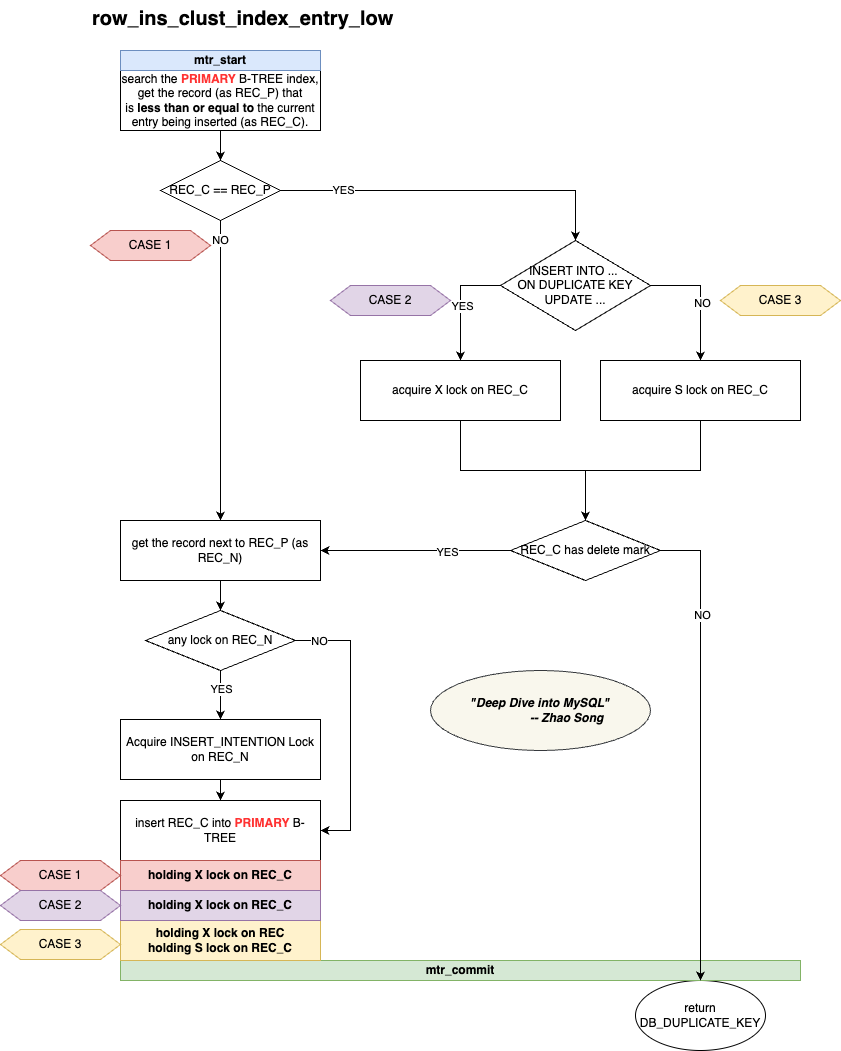 row_ins_clust_index_entry_low
mtr_start
search the PRIMARY B-TREE index,
get the record (as REC_P) that
is less than or equal to the current
entry being inserted (as REC_C).
REC_C == REC_P
YES
NO
CASE 1
INSERT INTO ...
ON DUPLICATE KEY
UPDATE ...
CASE 2
YES
NO
CASE 3
acquire X lock on REC_C
acquire S lock on REC_C
get the record next to REC_P (as
REC_N)
YES
REC_C has delete mark
NO
any lock on REC_N
NO
YES
"Deep Dive into MySQL"
-- Zhao Song
Acquire INSERT_INTENTION Lock
on REC_N
insert REC_C into PRIMARY B-
TREE
CASE 1
holding X lock on REC_C
CASE 2
holding X lock on REC_C
CASE 3
holding X lock on REC
holding S lock on REC_C
mtr_commit
return
DB_DUPLICATE_KEY